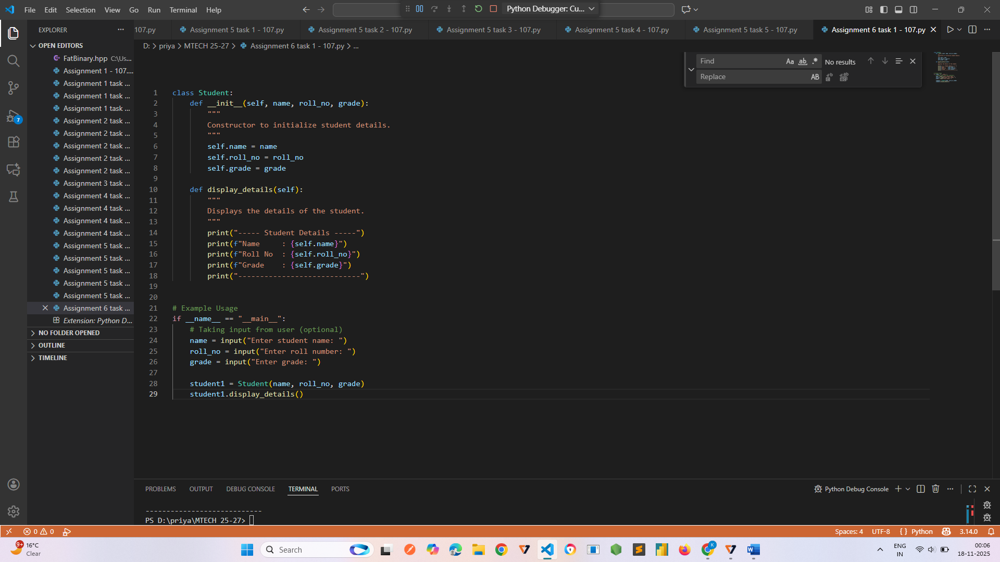 File Edit Selection View Go Run Terminal Help
Python Debugger: Cu...
EXPLORER
107.py
Assignment 5 task 1 - 107.py
Assignment 5 task 2 - 107.py
Assignment 5 task 3 - 107.py
Assignment 5 task 4 - 107.py
Assignment 5 task 5 - 107.py
Assignment 6 task 1 - 107.py
OPEN EDITORS
FatBinary.hpp C:\Us...
Assignment 1 - 107....
Assignment 1 task ...
Assignment 1 task ...
Assignment 1 task ...
Assignment 2 task ...
Assignment 2 task ...
Assignment 2 task ...
Assignment 2 task ...
Assignment 2 task ...
Assignment 3 task ...
Assignment 4 task ...
Assignment 4 task ...
Assignment 4 task ...
Assignment 4 task ...
Assignment 5 task ...
Assignment 5 task ...
Assignment 5 task ...
Assignment 5 task ...
Assignment 5 task ...
Assignment 6 task ...
Extension: Python D...
NO FOLDER OPENED
OUTLINE
TIMELINE
7
D: > priya > MTECH 25-27 > Assignment 6 task 1 - 107.py > ...
Find
Aa ab .*
No results
Replace
AB
1 class Student:
2     def __init__(self, name, roll_no, grade):
3         """
4         Constructor to initialize student details.
5         """
6         self.name = name
7         self.roll_no = roll_no
8         self.grade = grade
9
10     def display_details(self):
11         """
12         Displays the details of the student.
13         """
14         print("----- Student Details -----")
15         print(f"Name     : {self.name}")
16         print(f"Roll No  : {self.roll_no}")
17         print(f"Grade    : {self.grade}")
18         print("----------------------------")
19
20
21 # Example Usage
22 if __name__ == "__main__":
23     # Taking input from user (optional)
24     name = input("Enter student name: ")
25     roll_no = input("Enter roll number: ")
26     grade = input("Enter grade: ")
27
28     student1 = Student(name, roll_no, grade)
29     student1.display_details()
PROBLEMS OUTPUT DEBUG CONSOLE TERMINAL PORTS
Python Debug Console
----------------------------
PS D:\priya\MTECH 25-27>
0 0
Spaces: 4 UTF-8 { } Python 3.14.0
9+
16°C
Clear
Search
K
ENG
IN
00:06
18-11-2025